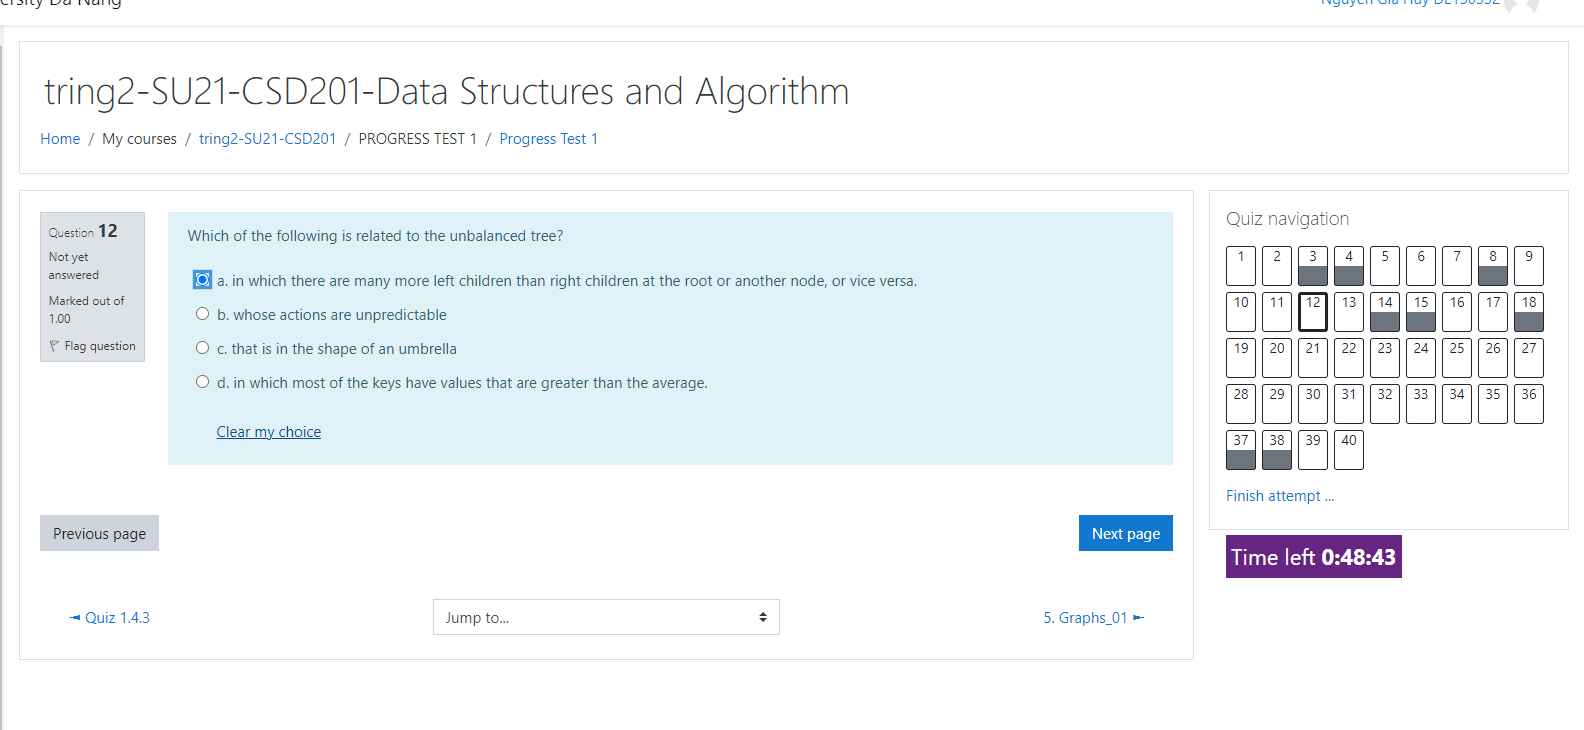 ersity Da Nang
Nguyen Gia Huy DE150552
tring2-SU21-CSD201-Data Structures and Algorithm
Home / My courses / tring2-SU21-CSD201 / PROGRESS TEST 1 / Progress Test 1
Question 12
Not yet
answered
Marked out of
1.00
Flag question
Which of the following is related to the unbalanced tree?
a. in which there are many more left children than right children at the root or another node, or vice versa.
b. whose actions are unpredictable
c. that is in the shape of an umbrella
d. in which most of the keys have values that are greater than the average.
Clear my choice
Previous page
Next page
◄ Quiz 1.4.3
Jump to...
5. Graphs_01 ►
Quiz navigation
1 2 3 4 5 6 7 8 9
10 11 12 13 14 15 16 17 18
19 20 21 22 23 24 25 26 27
28 29 30 31 32 33 34 35 36
37 38 39 40
Finish attempt ...
Time left 0:48:43